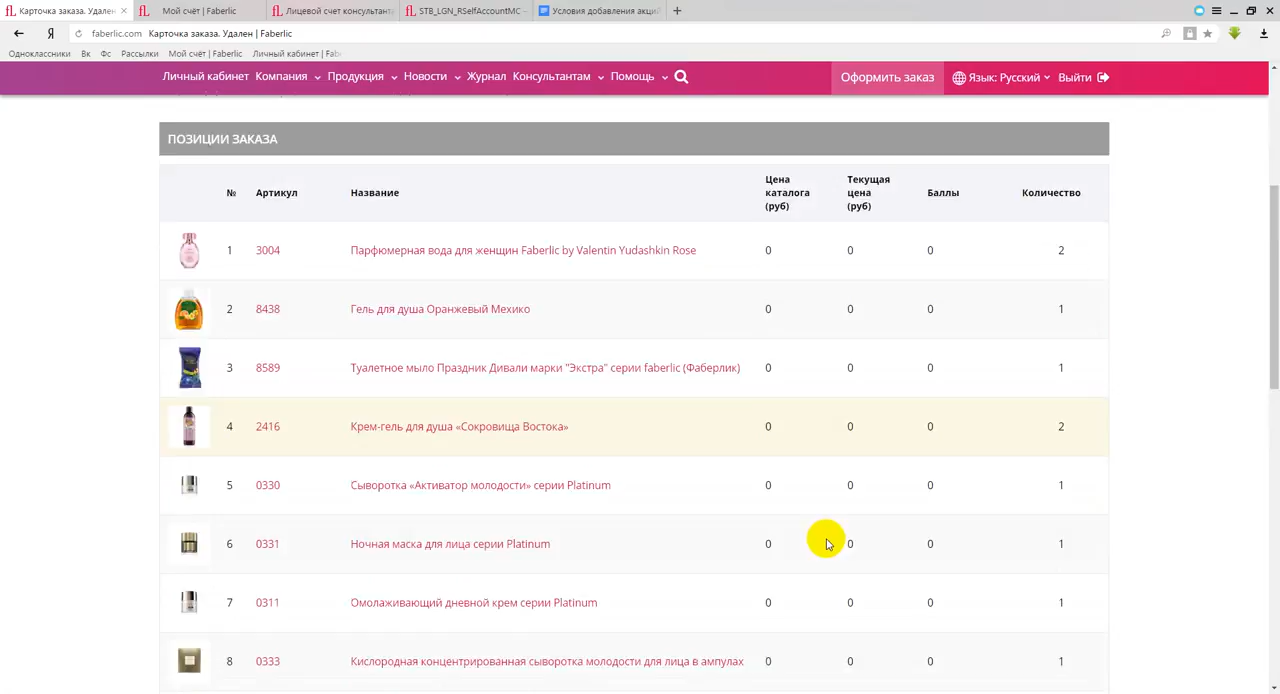 Карточка заказа. Удален
Мой счёт | Faberlic
Лицевой счет консультанта
STB_LGN_RSelfAccountMC -
Условия добавления акци
Я faberlic.com Карточка заказа. Удален | Faberlic
Одноклассники Вк Фс Рассылки Мой счёт | Faberlic Личный кабинет | Fab
Личный кабинет Компания Продукция Новости Журнал Консультантам Помощь Оформить заказ Язык: Русский Выйти
ПОЗИЦИИ ЗАКАЗА
№ Артикул Название Цена каталога (руб) Текущая цена (руб) Баллы Количество
1 3004 Парфюмерная вода для женщин Faberlic by Valentin Yudashkin Rose 0 0 0 2
2 8438 Гель для душа Оранжевый Мехико 0 0 0 1
3 8589 Туалетное мыло Праздник Дивали марки "Экстра" серии faberlic (Фаберлик) 0 0 0 1
4 2416 Крем-гель для душа «Сокровища Востока» 0 0 0 2
5 0330 Сыворотка «Активатор молодости» серии Platinum 0 0 0 1
6 0331 Ночная маска для лица серии Platinum 0 0 0 1
7 0311 Омолаживающий дневной крем серии Platinum 0 0 0 1
8 0333 Кислородная концентрированная сыворотка молодости для лица в ампулах 0 0 0 1